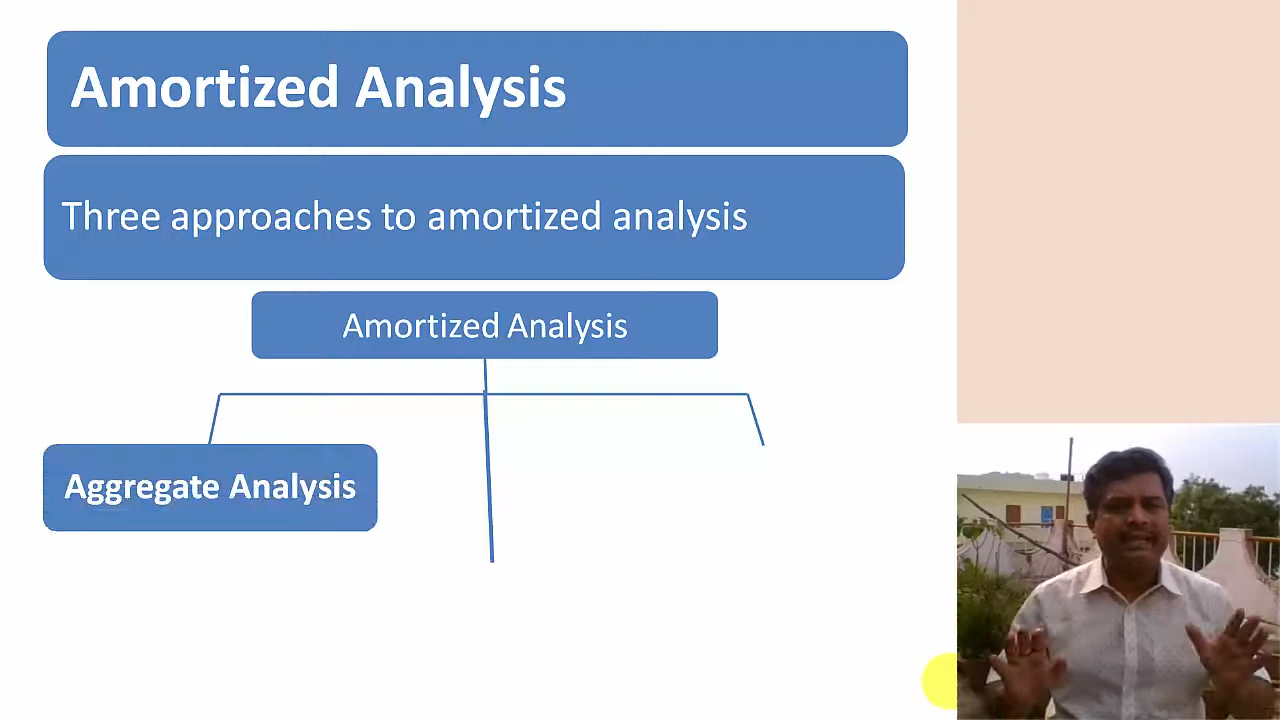 Amortized Analysis
Three approaches to amortized analysis
Amortized Analysis
Aggregate Analysis